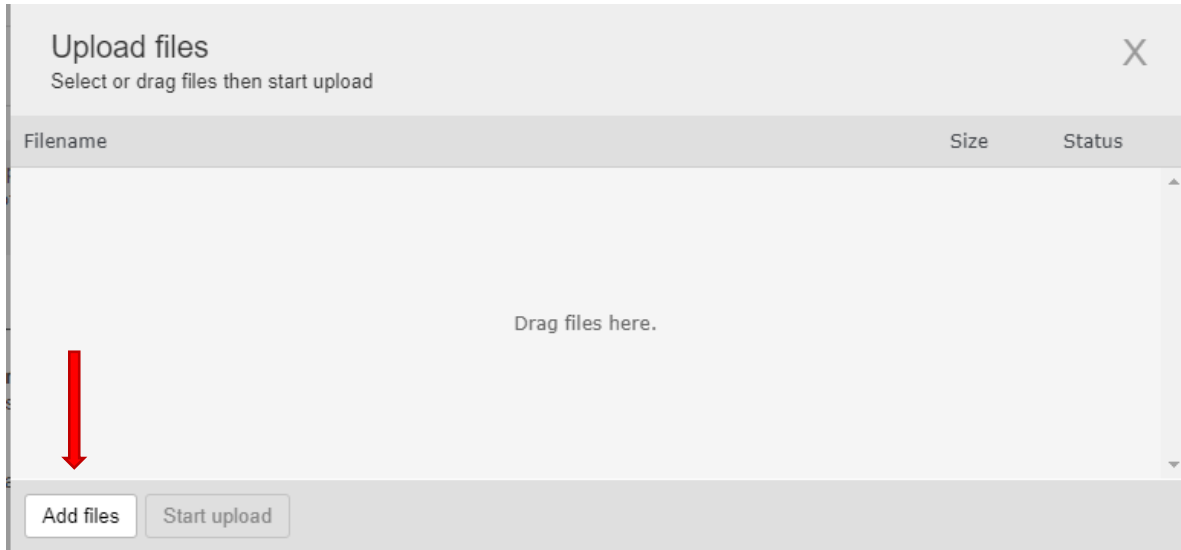 Upload files
X
Select or drag files then start upload
Filename Size Status
Drag files here.
Add files Start upload